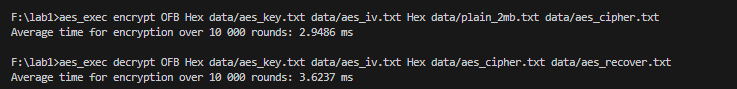 F:\lab1>aes_exec encrypt OFB Hex data/aes_key.txt data/aes_iv.txt Hex data/plain_2mb.txt data/aes_cipher.txt
Average time for encryption over 10 000 rounds: 2.9486 ms
F:\lab1>aes_exec decrypt OFB Hex data/aes_key.txt data/aes_iv.txt Hex data/aes_cipher.txt data/aes_recover.txt
Average time for encryption over 10 000 rounds: 3.6237 ms